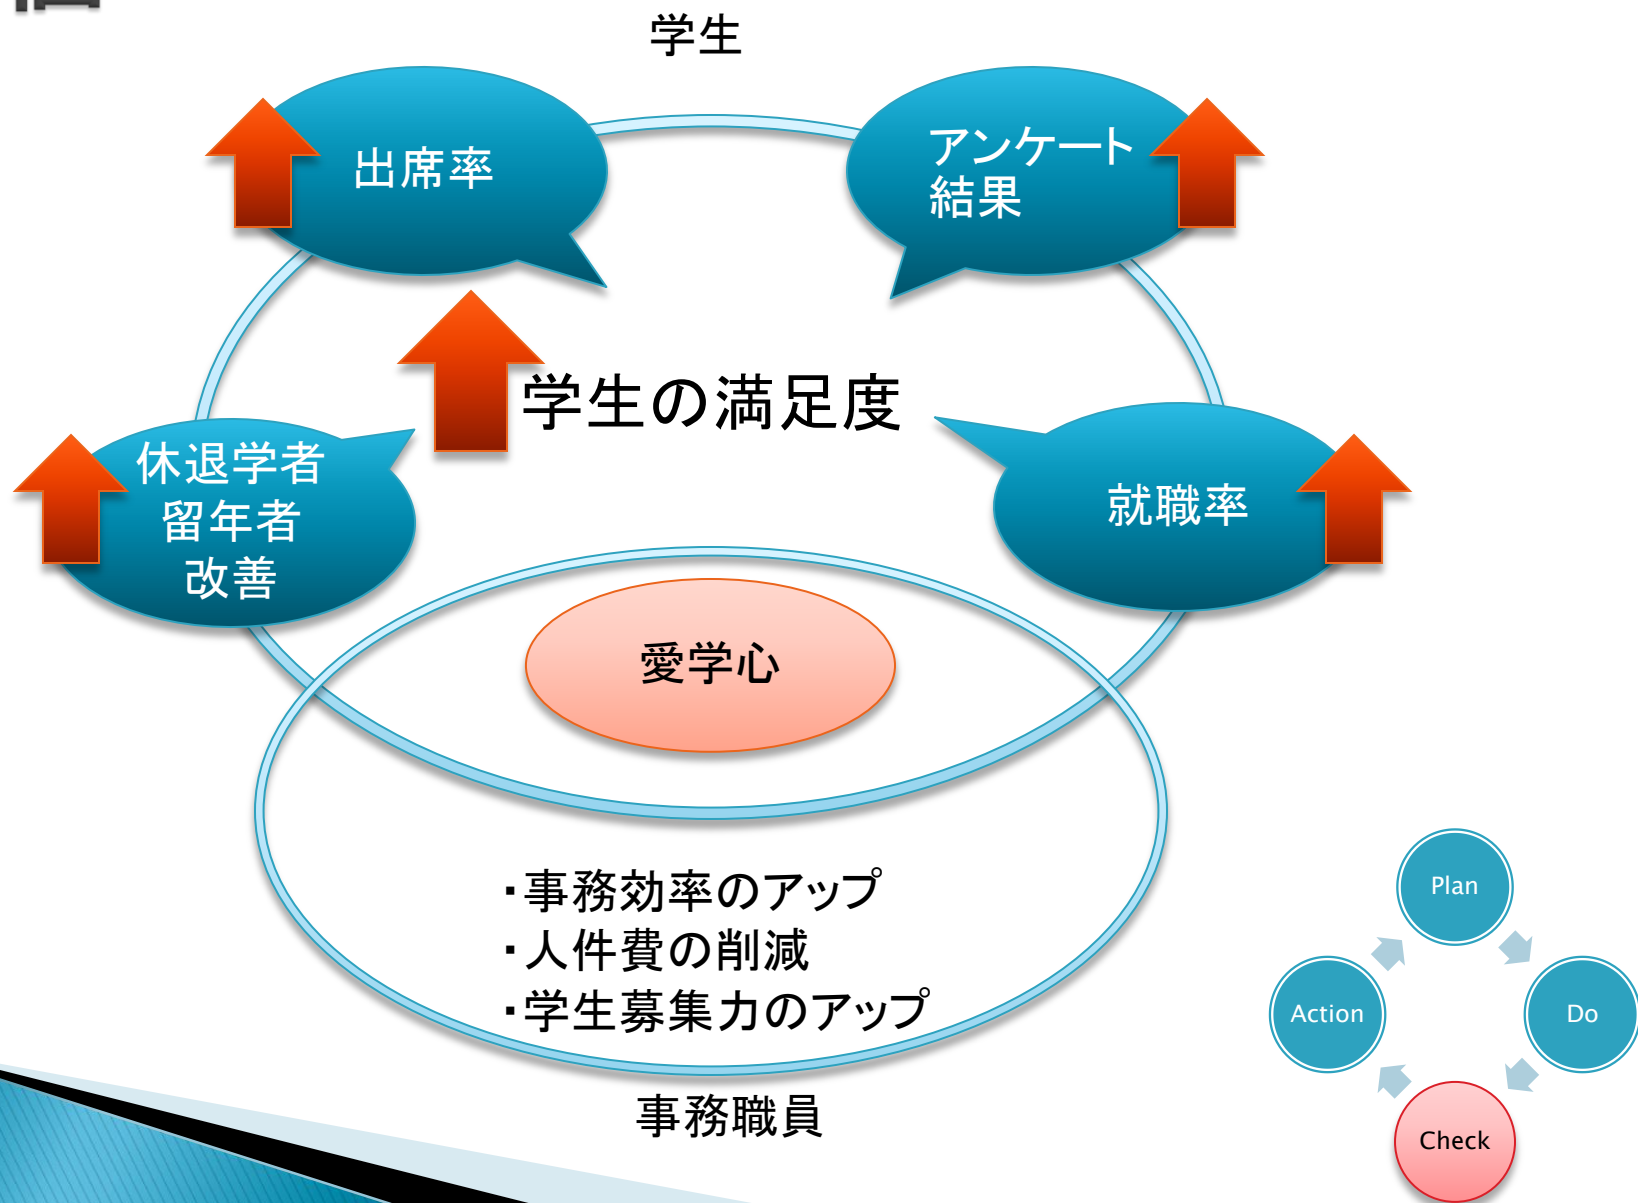 学生
出席率
アンケート
結果
学生の満足度
休退学者
留年者
改善
就職率
愛学心
・事務効率のアップ
・人件費の削減
・学生募集力のアップ
事務職員
Plan
Do
Check
Action